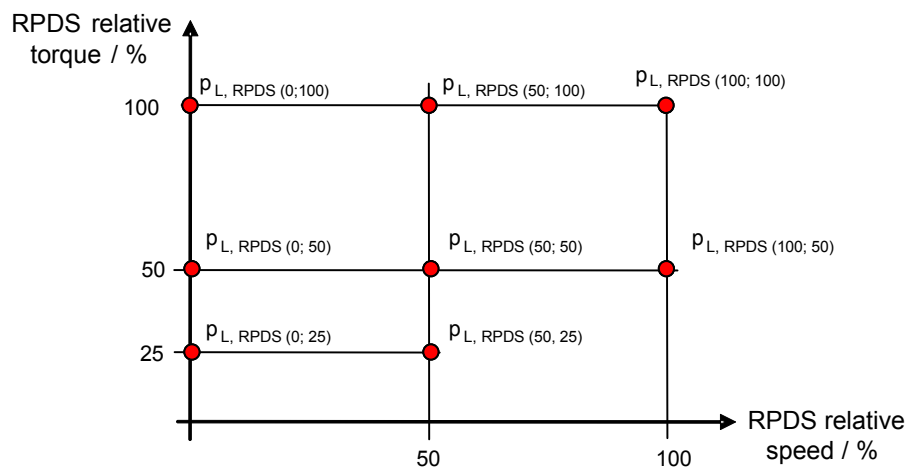 RPDS relative
torque / %
p L, RPDS (0;100)
p L, RPDS (50; 100)
p L, RPDS (100; 100)
100
p L, RPDS (0; 50)
p L, RPDS (50; 50)
p L, RPDS (100; 50)
50
p L, RPDS (0; 25)
p L, RPDS (50, 25)
25
RPDS relative
speed / %
50
100